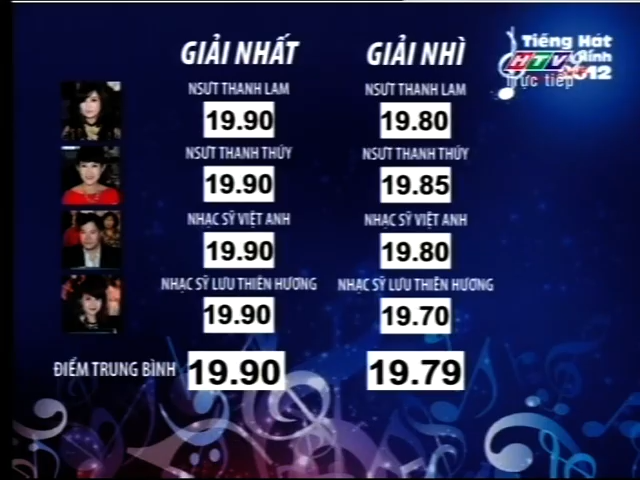 GIẢI NHẤT GIẢI NHÌ
Tiếng Hát
HTV Hình
2012
trực tiếp
NSƯT THANH LAM NSƯT THANH LAM
19.90 19.80
NSƯT THANH THÚY NSƯT THANH THÚY
19.90 19.85
NHẠC SỸ VIỆT ANH NHẠC SỸ VIỆT ANH
19.90 19.80
NHẠC SỸ LƯU THIÊN HƯƠNG NHẠC SỸ LƯU THIÊN HƯƠNG
19.90 19.70
ĐIỂM TRUNG BÌNH 19.90 19.79